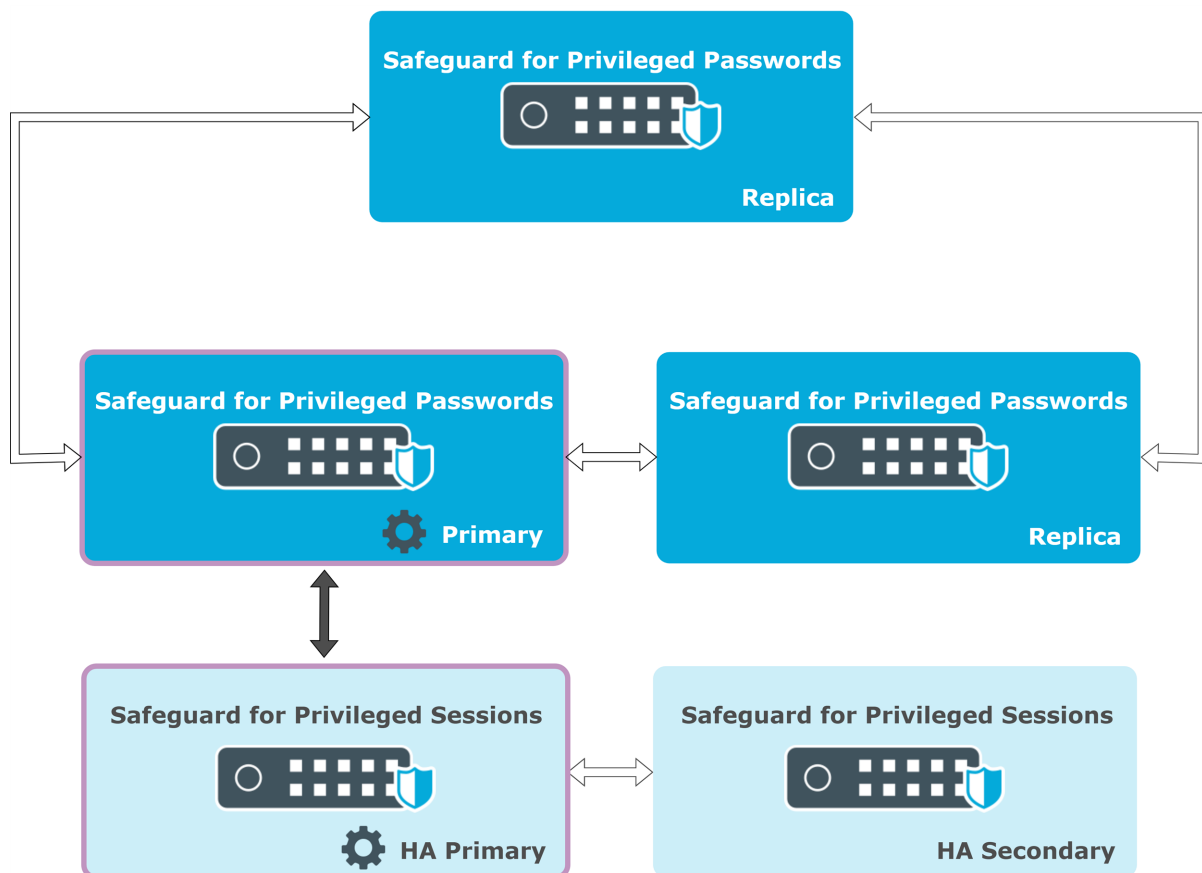 Safeguard for Privileged Passwords
Replica
Safeguard for Privileged Passwords
Primary
Safeguard for Privileged Passwords
Replica
Safeguard for Privileged Sessions
HA Primary
Safeguard for Privileged Sessions
HA Secondary